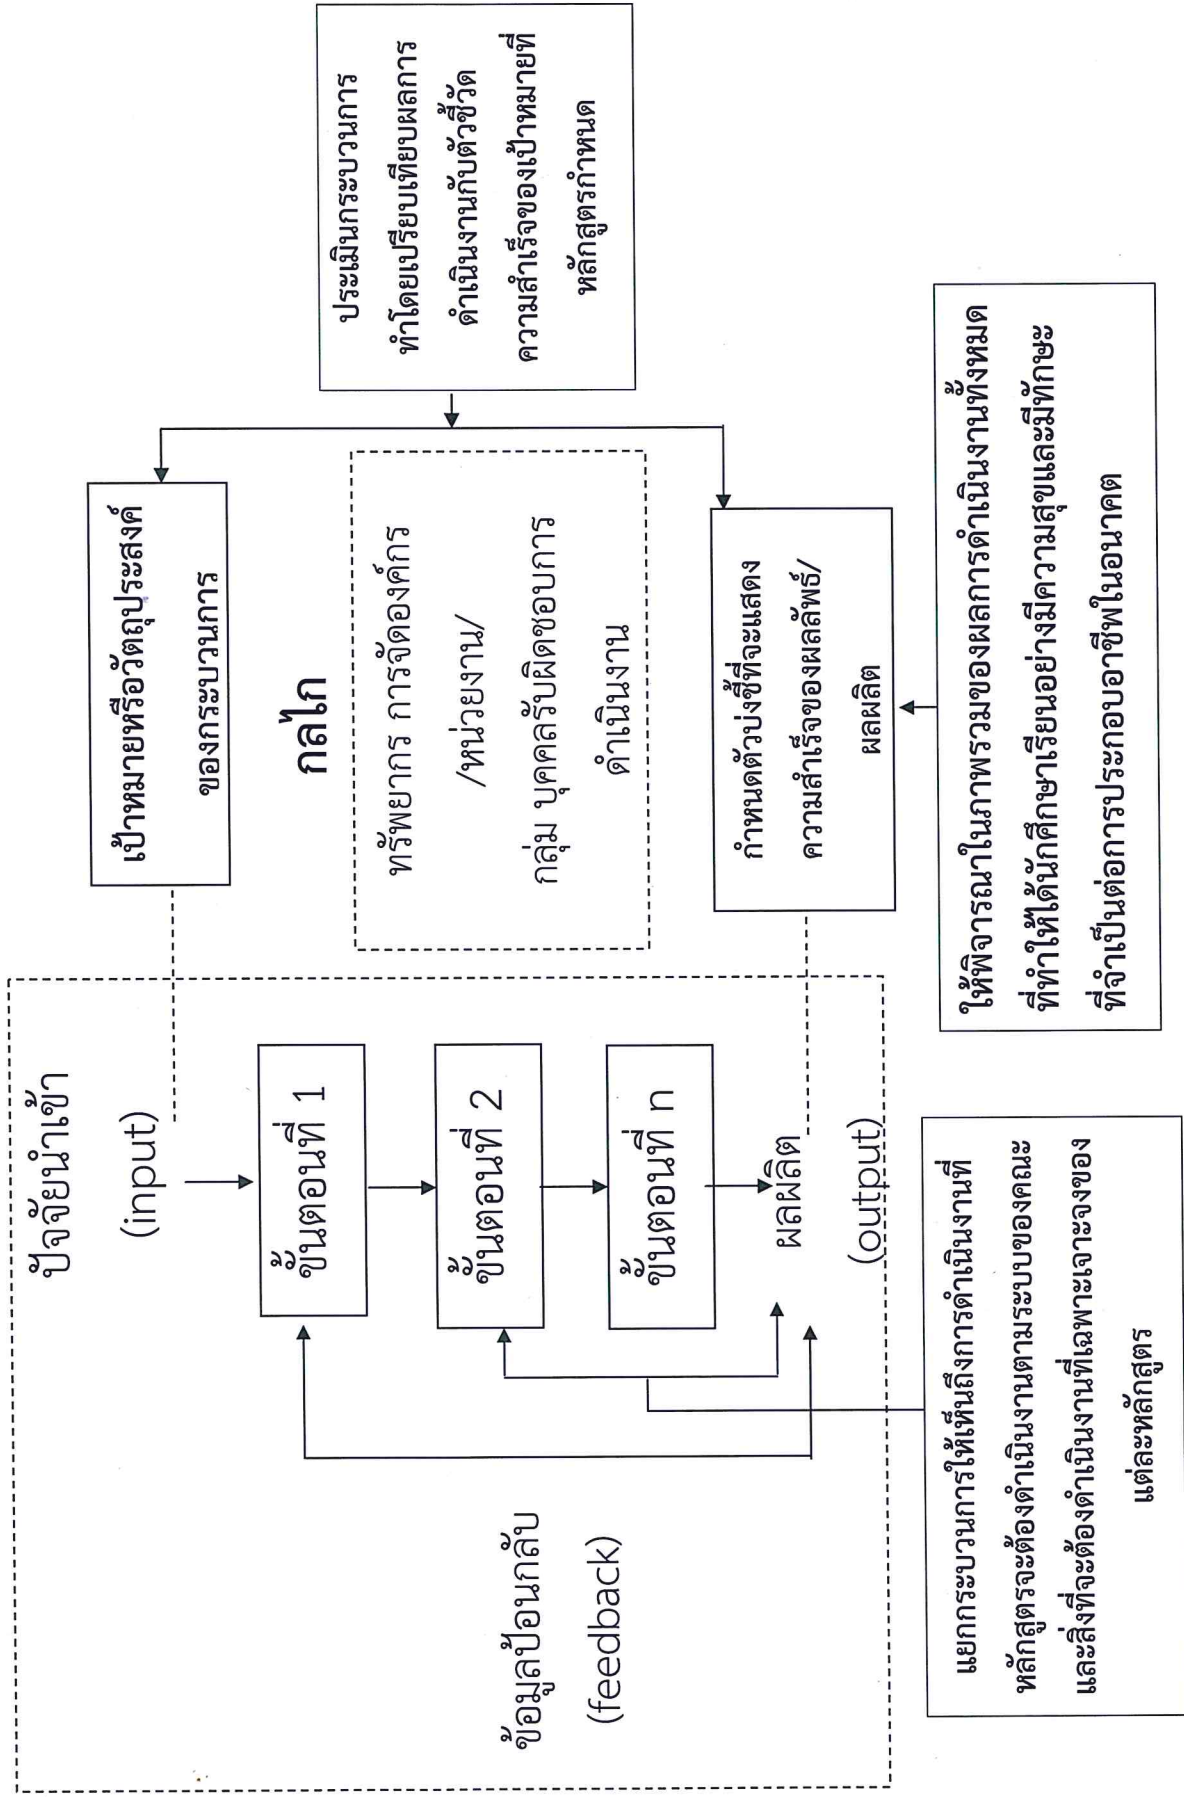 ปัจจัยนำเข้า
(input)
ขั้นตอนที่ 1
ขั้นตอนที่ 2
ขั้นตอนที่ n
ผลผลิต
(output)
ข้อมูลป้อนกลับ
(feedback)
เป้าหมายหรือวัตถุประสงค์
ของกระบวนการ
กลไก
ทรัพยากร การจัดองค์กร
/หน่วยงาน/
กลุ่ม บุคคลรับผิดชอบการ
ดำเนินงาน
กำหนดตัวบ่งชี้ที่จะแสดง
ความสำเร็จของผลลัพธ์/
ผลผลิต
ประเมินกระบวนการ
ทำโดยเปรียบเทียบผลการ
ดำเนินงานกับตัวชี้วัด
ความสำเร็จของเป้าหมายที่
หลักสูตรกำหนด
แยกกระบวนการให้เห็นถึงการดำเนินงานที่
หลักสูตรจะต้องดำเนินงานตามระบบของคณะ
และสิ่งที่จะต้องดำเนินงานที่เฉพาะเจาะจงของ
แต่ละหลักสูตร
ให้พิจารณาในภาพรวมของผลการดำเนินงานทั้งหมด
ที่ทำให้ได้นักศึกษาเรียนอย่างมีความสุขและมีทักษะ
ที่จำเป็นต่อการประกอบอาชีพในอนาคต